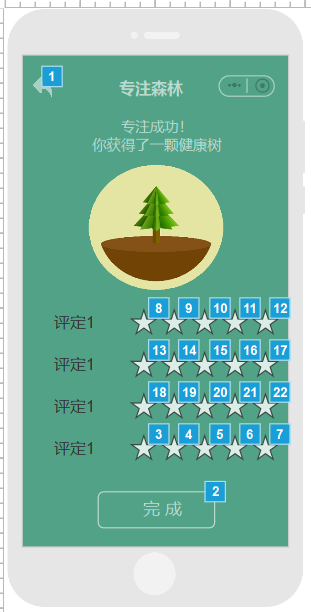 1
专注森林
专注成功！
你获得了一颗健康树
评定1 8 9 10 11 12
评定1 13 14 15 16 17
评定1 18 19 20 21 22
评定1 3 4 5 6 7
完成 2